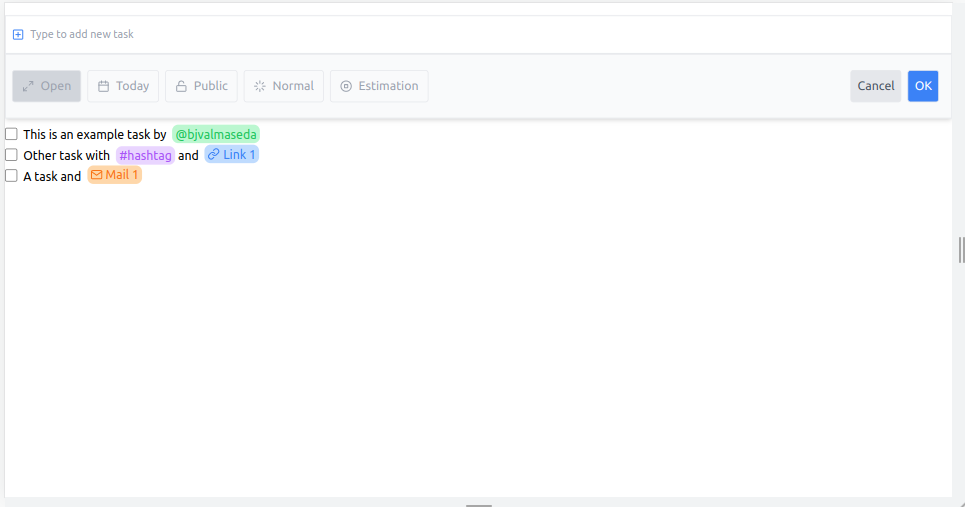 Type to add new task
Open Today Public Normal Estimation Cancel OK
This is an example task by @bjvalmaseda
Other task with #hashtag and Link 1
A task and Mail 1